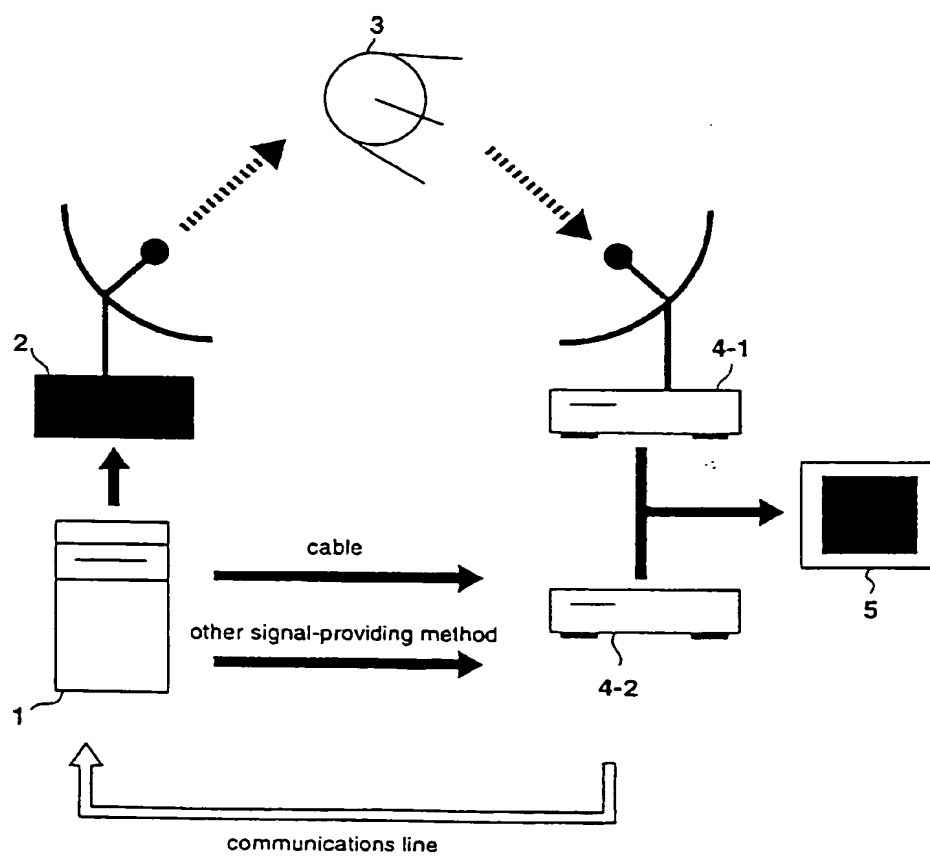 3
2
4-1
cable
5
other signal-providing method
4-2
1
communications line